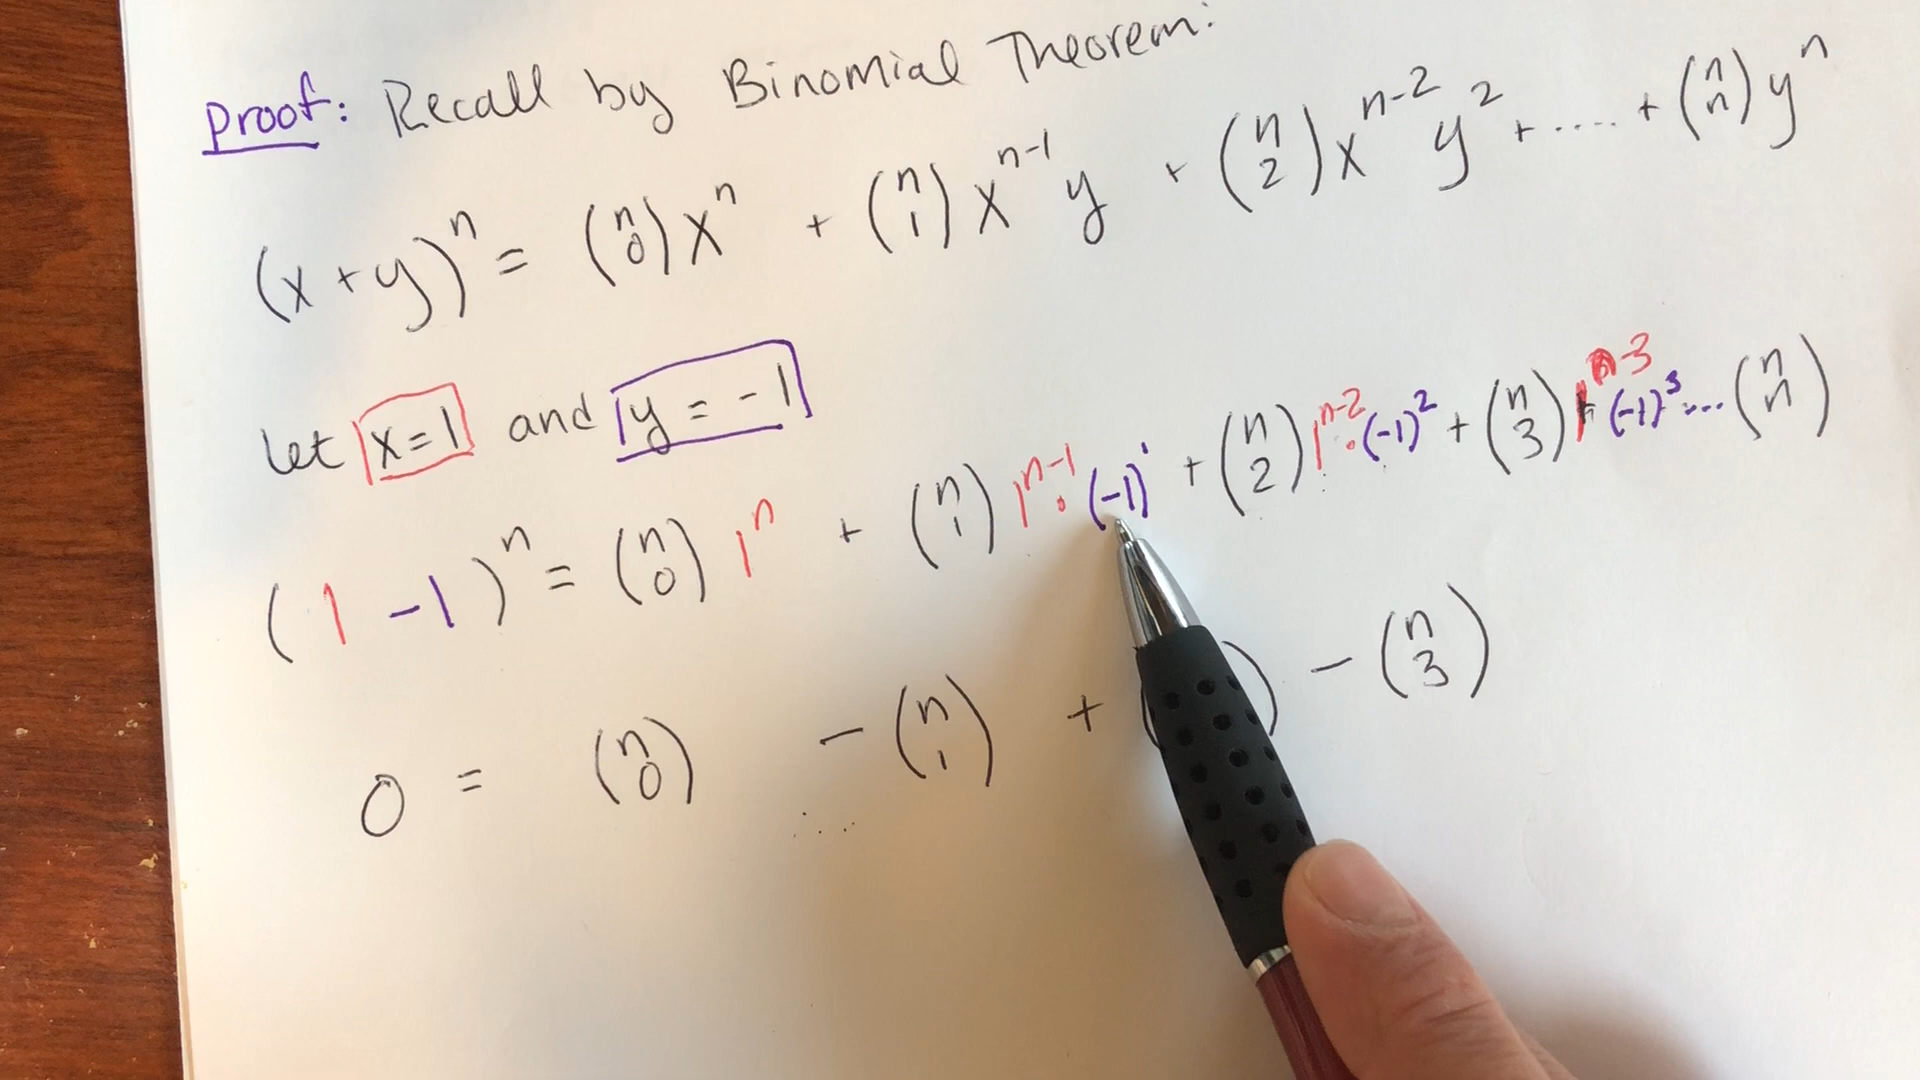 Proof: Recall by Binomial Theorem:
(x+y)^n = (n 0) x^n + (n 1) x^{n-1} y + (n 2) x^{n-2} y^2 + ..... + (n n) y^n
let x=1 and y = -1
(1 -1)^n = (n 0) 1^n + (n 1) 1^{n-1} · (-1)^1 + (n 2) 1^{n-2} · (-1)^2 + (n 3) 1^{n-3} (-1)^3 .... (n n)
0 = (n 0) - (n 1) + ( ) - (n 3)